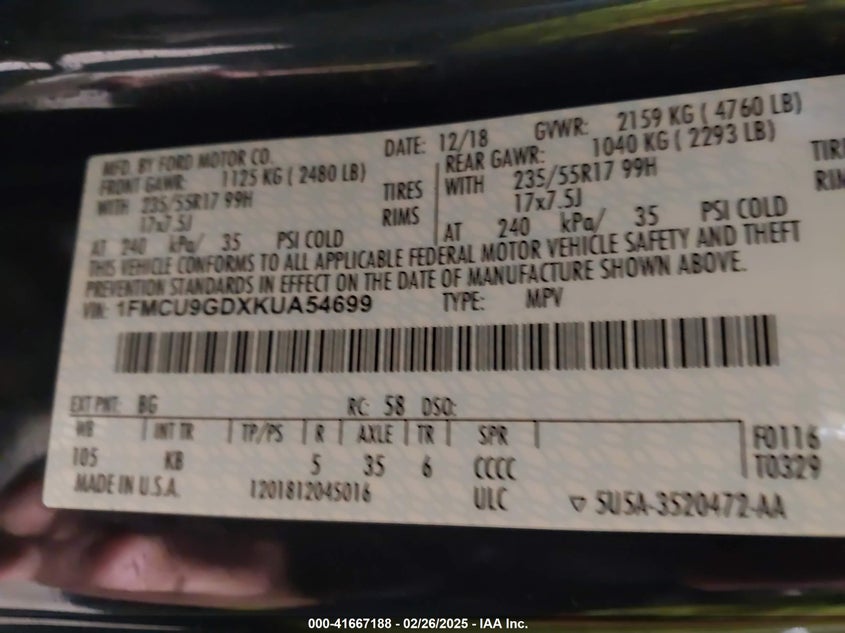 MFD. BY FORD MOTOR CO. DATE: 12/18 GVWR: 2159 KG ( 4760 LB)
FRONT GAWR: 1125 KG ( 2480 LB) REAR GAWR: 1040 KG ( 2293 LB)
WITH 235/55R17 99H TIRES WITH 235/55R17 99H TIRE
17x7.5J RIMS 17x7.5J RIM
AT 240 kPa/ 35 PSI COLD AT 240 kPa/ 35 PSI COLD
THIS VEHICLE CONFORMS TO ALL APPLICABLE FEDERAL MOTOR VEHICLE SAFETY AND THEFT
PREVENTION STANDARDS IN EFFECT ON THE DATE OF MANUFACTURE SHOWN ABOVE.
VIN: 1FMCU9GDXKUA54699 TYPE: MPV
EXT PNT: BG RC: 58 DSO:
WB INT TR TP/PS R AXLE TR SPR F0116
105 KB 5 35 6 CCCC T0329
MADE IN U.S.A. 1201812045016 ULC ▽ 5U5A-3520472-AA
000-41667188 - 02/26/2025 - IAA Inc.